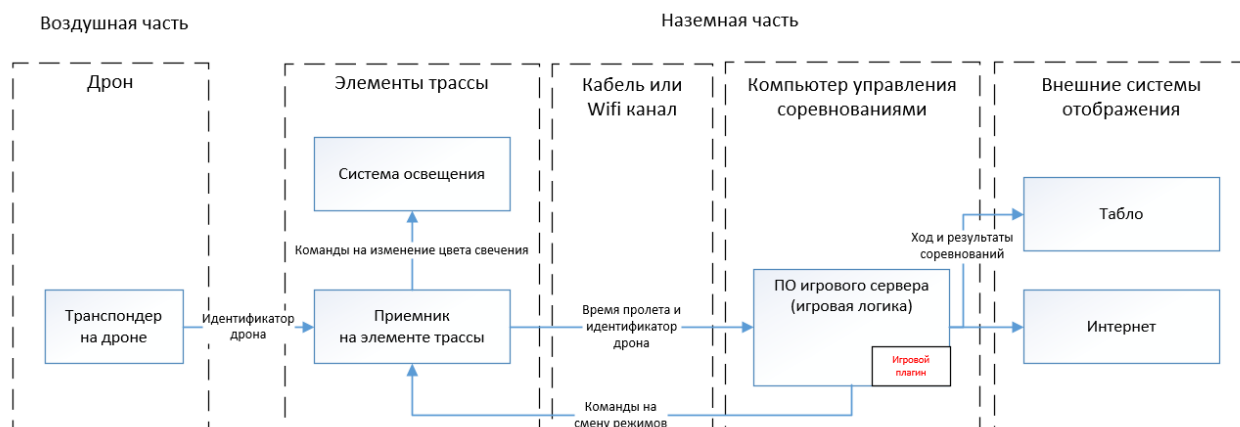 Воздушная часть
Наземная часть
Дрон
Элементы трассы
Кабель или
Wifi канал
Компьютер управления
соревнованиями
Внешние системы
отображения
Система освещения
Табло
Ход и результаты
соревнований
Команды на изменение цвета свечения
Транспондер
на дроне
Идентификатор
дрона
Приемник
на элементе трассы
Время пролета и
идентификатор
дрона
ПО игрового сервера
(игровая логика)
Игровой
плагин
Интернет
Команды на
смену режимов